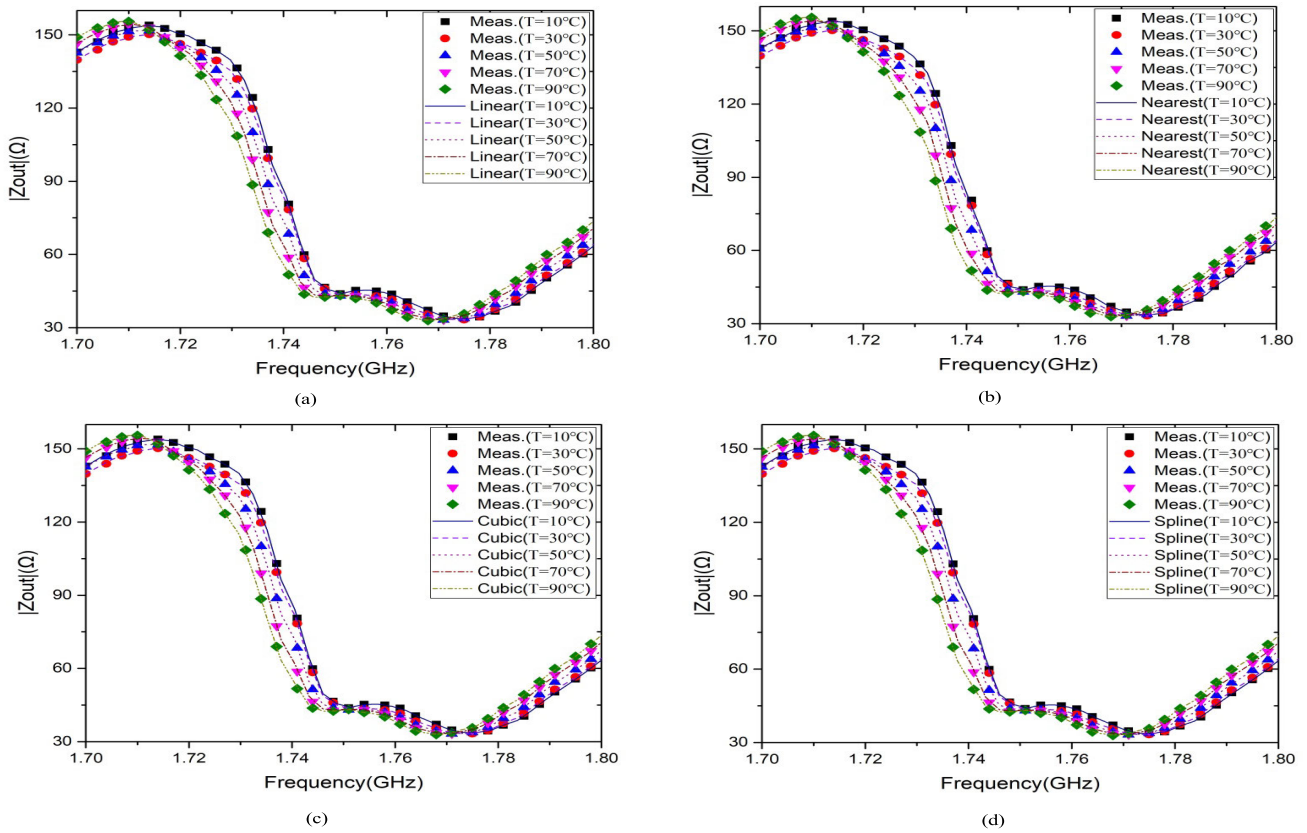 |Zout|(Ω)
150
120
90
60
30
1.70 1.72 1.74 1.76 1.78 1.80
Frequency(GHz)
Meas.(T=10℃)
Meas.(T=30℃)
Meas.(T=50℃)
Meas.(T=70℃)
Meas.(T=90℃)
Linear(T=10℃)
Linear(T=30℃)
Linear(T=50℃)
Linear(T=70℃)
Linear(T=90℃)
(a)
|Zout|(Ω)
150
120
90
60
30
1.70 1.72 1.74 1.76 1.78 1.80
Frequency(GHz)
Meas.(T=10℃)
Meas.(T=30℃)
Meas.(T=50℃)
Meas.(T=70℃)
Meas.(T=90℃)
Nearest(T=10℃)
Nearest(T=30℃)
Nearest(T=50℃)
Nearest(T=70℃)
Nearest(T=90℃)
(b)
|Zout|(Ω)
150
120
90
60
30
1.70 1.72 1.74 1.76 1.78 1.80
Frequency(GHz)
Meas.(T=10℃)
Meas.(T=30℃)
Meas.(T=50℃)
Meas.(T=70℃)
Meas.(T=90℃)
Cubic(T=10℃)
Cubic(T=30℃)
Cubic(T=50℃)
Cubic(T=70℃)
Cubic(T=90℃)
(c)
|Zout|(Ω)
150
120
90
60
30
1.70 1.72 1.74 1.76 1.78 1.80
Frequency(GHz)
Meas.(T=10℃)
Meas.(T=30℃)
Meas.(T=50℃)
Meas.(T=70℃)
Meas.(T=90℃)
Spline(T=10℃)
Spline(T=30℃)
Spline(T=50℃)
Spline(T=70℃)
Spline(T=90℃)
(d)